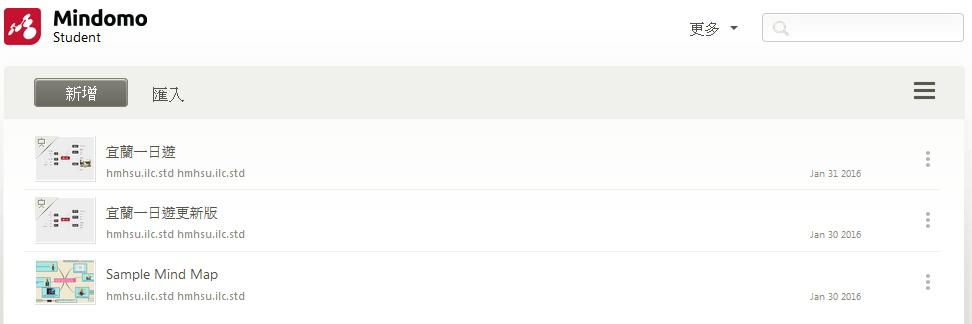 Mindomo
Student
更多
新增
匯入
宜蘭一日遊
hmhsu.ilc.std hmhsu.ilc.std
Jan 31 2016
宜蘭一日遊更新版
hmhsu.ilc.std hmhsu.ilc.std
Jan 30 2016
Sample Mind Map
hmhsu.ilc.std hmhsu.ilc.std
Jan 30 2016